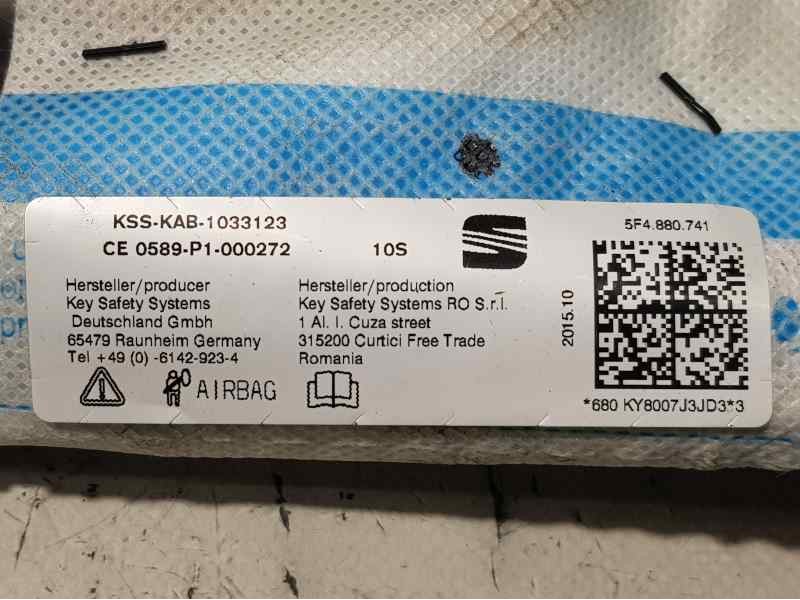 KSS-KAB-1033123
CE 0589-P1-000272 10S
Hersteller/producer
Key Safety Systems
Deutschland Gmbh
65479 Raunheim Germany
Tel +49 (0) -6142-923-4
AIRBAG
Hersteller/production
Key Safety Systems RO S.r.l.
1 Al. I. Cuza street
315200 Curtici Free Trade
Romania
5F4.880.741
2015.10
*680 KY8007J3JD3*3